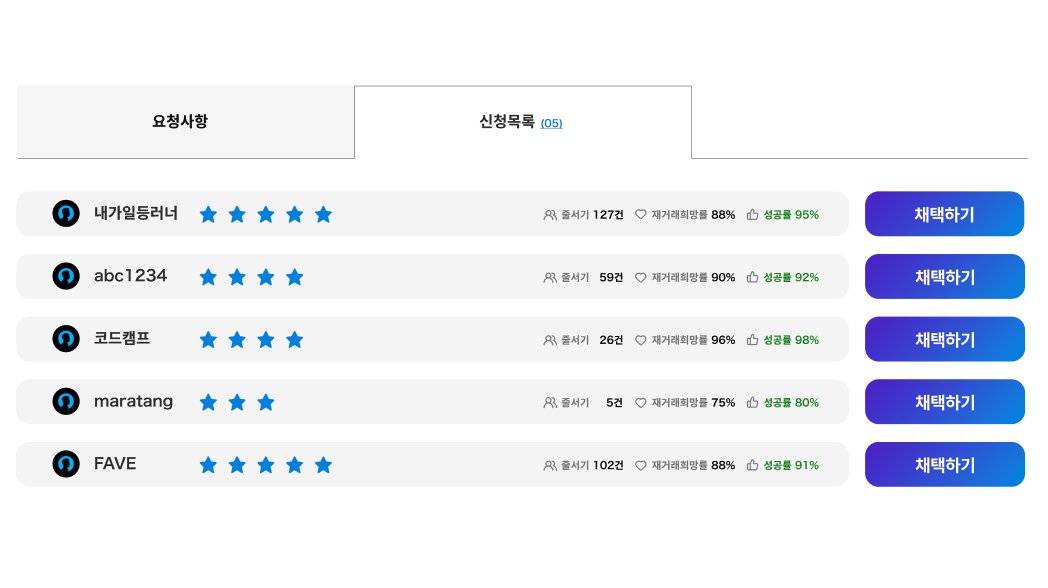 요청사항 신청목록 (05)
내가일등러너 줄서기 127건 재거래희망률 88% 성공률 95% 채택하기
abc1234 줄서기 59건 재거래희망률 90% 성공률 92% 채택하기
코드캠프 줄서기 26건 재거래희망률 96% 성공률 98% 채택하기
maratang 줄서기 5건 재거래희망률 75% 성공률 80% 채택하기
FAVE 줄서기 102건 재거래희망률 88% 성공률 91% 채택하기